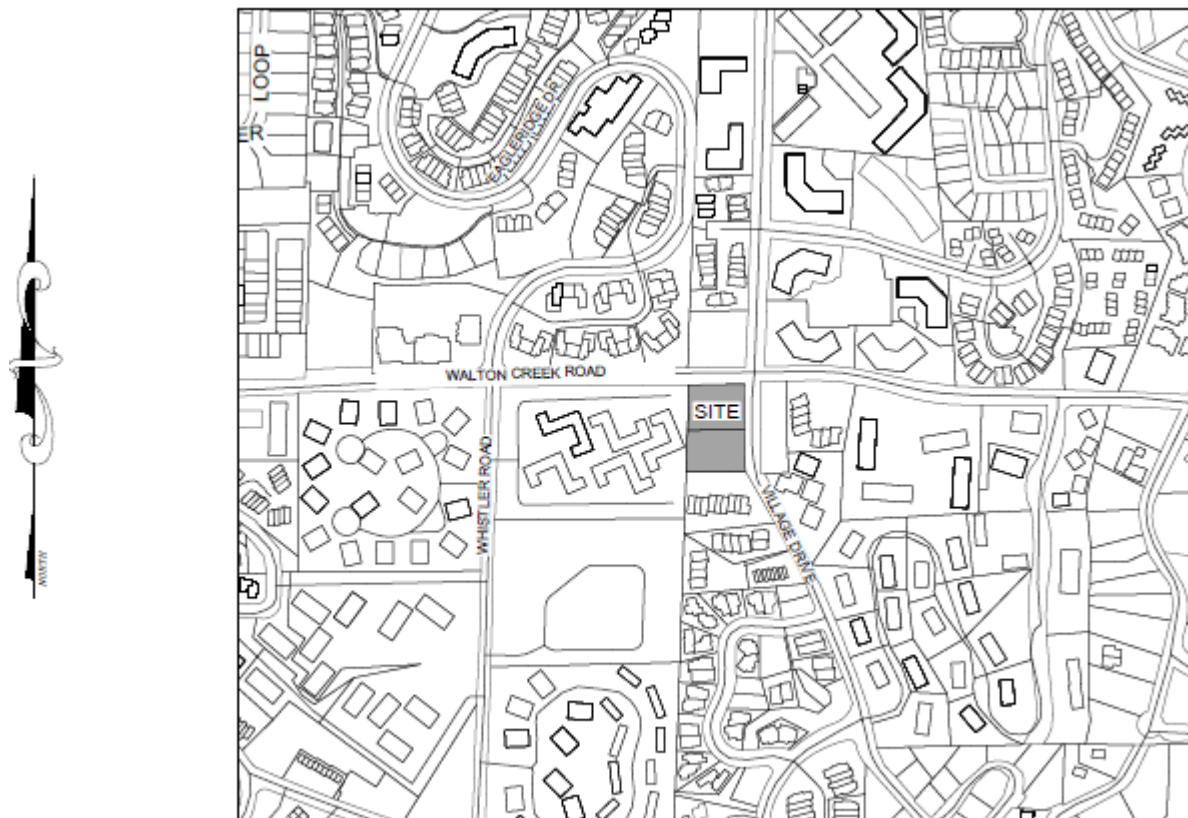 LOOP
ER
EAGLERIDGE DR.
WALTON CREEK ROAD
SITE
WHISTLER ROAD
VILLAGE DRIVE
NORTH